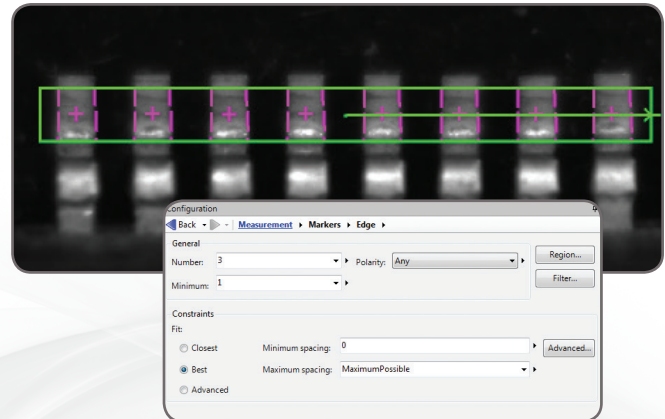 Configuration
Back Measurement Markers Edge
General
Number: 3 Polarity: Any Region...
Minimum: 1 Filter...
Constraints
Fit:
Closest Minimum spacing: 0 Advanced...
Best Maximum spacing: MaximumPossible
Advanced